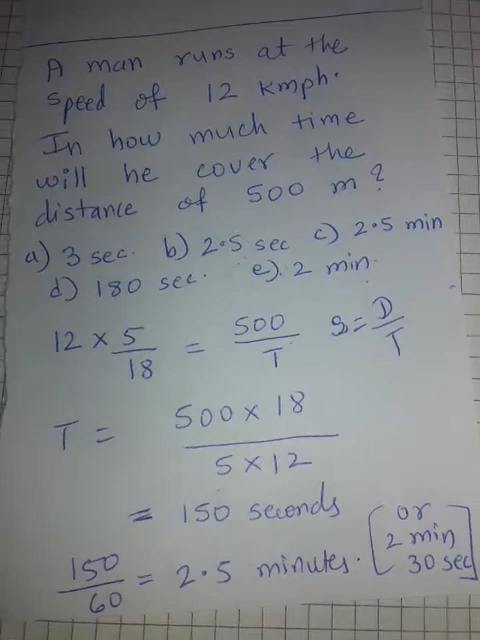 A man runs at the
speed of 12 kmph.
In how much time
will he cover the
distance of 500 m?
a) 3 sec. b) 2.5 sec c) 2.5 min
d) 180 sec. e). 2 min.
12 × 5/18 = 500/T S = D/T
T = 500 × 18 / 5 × 12
= 150 seconds
150/60 = 2.5 minutes. [or 2 min 30 sec]